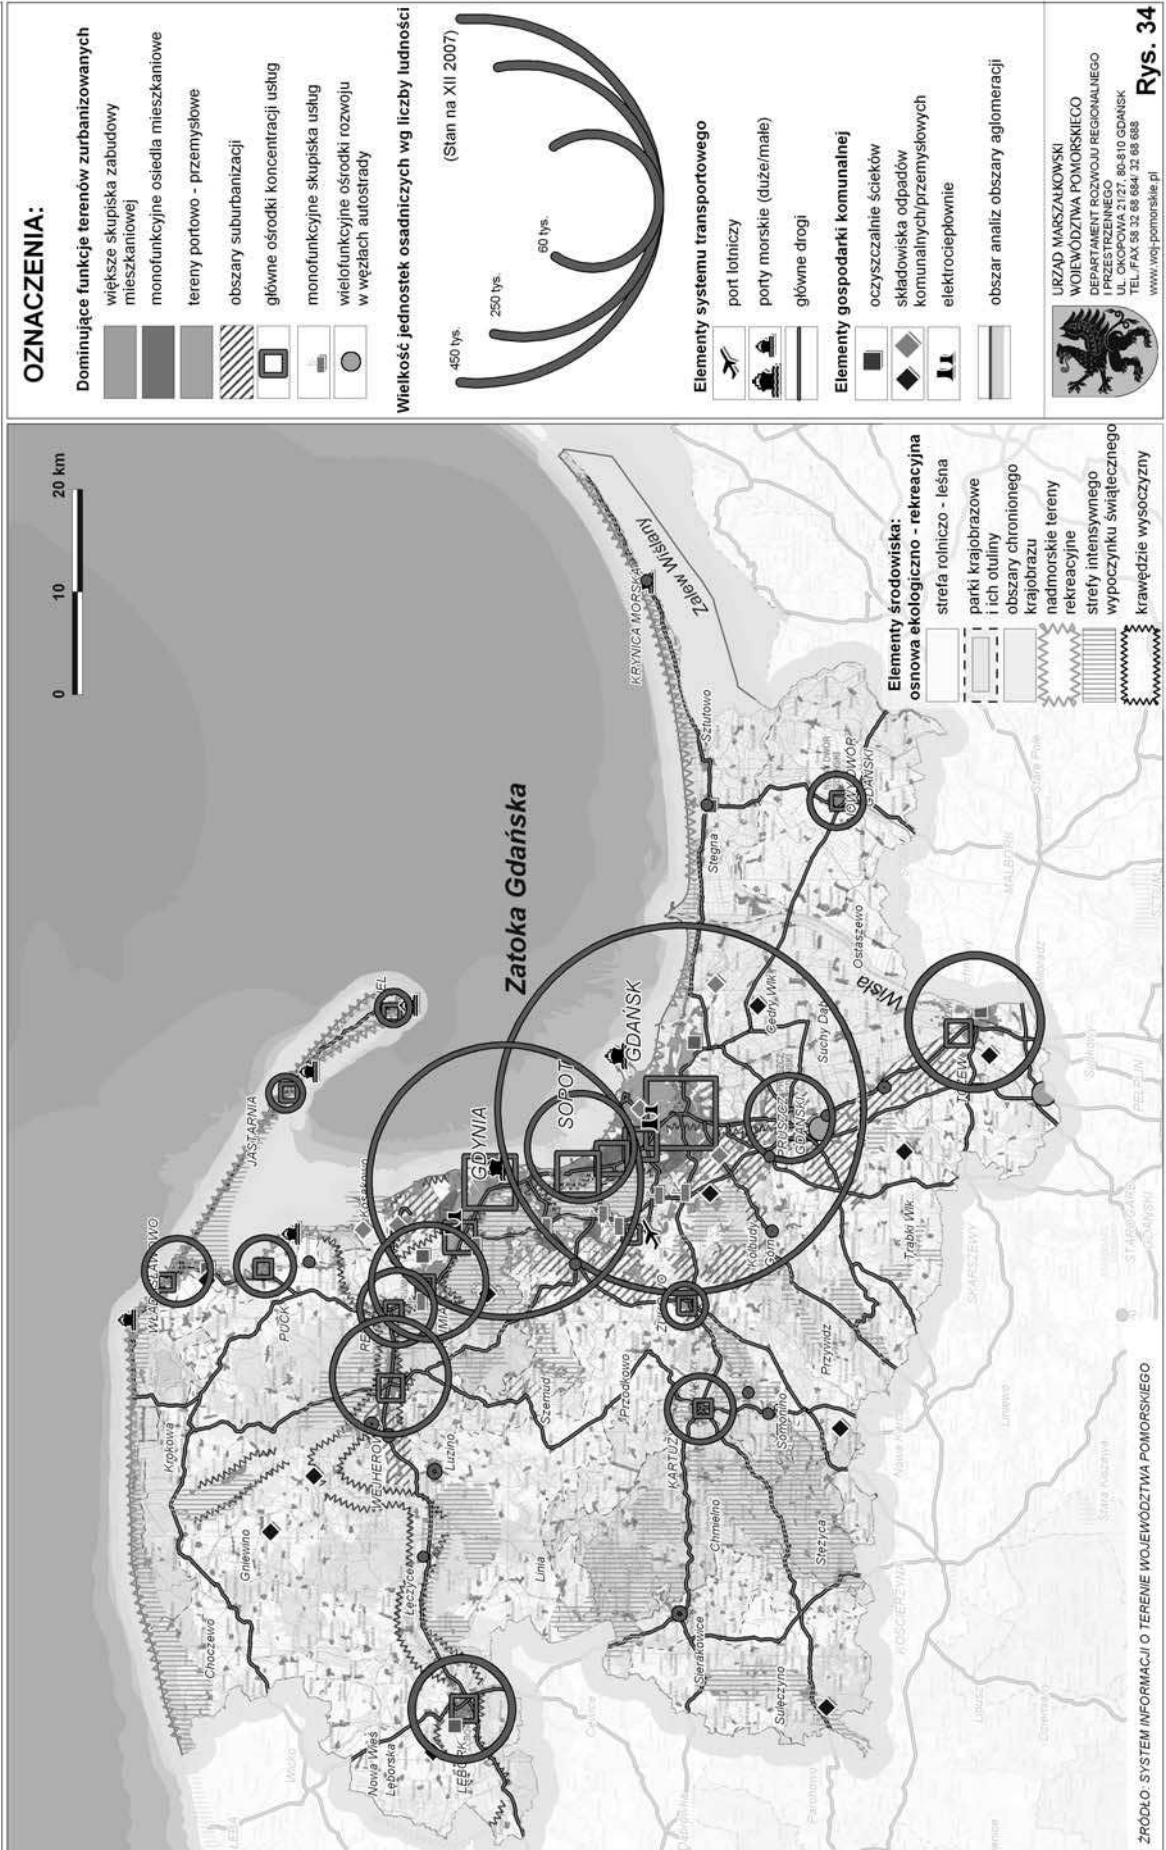 OZNACZENIA:
Dominujące funkcje terenów zurbanizowanych
większe skupiska zabudowy
mieszkaniowej
monofunkcyjne osiedla mieszkaniowe
tereny portowo - przemysłowe
obszary suburbanizacji
główne ośrodki koncentracji usług
monofunkcyjne skupiska usług
wielofunkcyjne ośrodki rozwoju
w węzłach autostrady
Wielkość jednostek osadniczych wg liczby ludności
(Stan na XII 2007)
450 tys.
250 tys.
60 tys.
Elementy systemu transportowego
port lotniczy
porty morskie (duże/małe)
główne drogi
Elementy gospodarki komunalnej
oczyszczalnie ścieków
składowiska odpadów
komunalnych/przemysłowych
elektrociepłownie
obszar analiz obszary aglomeracji
URZĄD MARSZAŁKOWSKI
WOJEWÓDZTWA POMORSKIEGO
DEPARTAMENT ROZWOJU REGIONALNEGO
I PRZESTRZENNEGO
UL. OKOPOWA 21/27, 80-810 GDAŃSK
TEL./FAX 58 32 68 684/ 32 68 688
www.woj-pomorskie.pl
Rys. 34
0 10 20 km
Zatoka Gdańska
Zalew Wiślany
KRYNICA MORSKA
Sztutowo
Stegna
GDAŃSKI
Ostaszewo
Wisła
JASTARNIA
PUCK
GDYNIA
SOPOT
GDAŃSK
Cedry Wlk.
Suchy Dąb
PRUSZCZ
GDAŃSKI
Trąbki Wlk.
Kolbudy
Przywidz
Krokowa
Gniewino
Choczewo
Luzino
Łęczyce
Linia
Szemud
Przodkowo
KARTUZY
Somonino
Chmielno
Stężyca
Sierakowice
Sulęczyno
Nowa Wieś
Lęborska
LĘBORK
MALBORK
PELPLIN
SKARSZEWY
Liniewo
Elementy środowiska:
osnowa ekologiczno - rekreacyjna
strefa rolniczo - leśna
parki krajobrazowe
i ich otuliny
obszary chronionego
krajobrazu
nadmorskie tereny
rekreacyjne
strefy intensywnego
wypoczynku świątecznego
krawędzie wysoczyzny
ŹRÓDŁO: SYSTEM INFORMACJI O TERENIE WOJEWÓDZTWA POMORSKIEGO